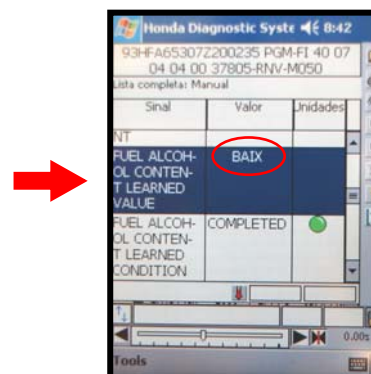 Honda Diagnostic Syste 8:42
93HFA65307Z200235 PGM-FI 40 07
04 04 00 37805-RNV-M050
Lista completa: Manual
Sinal Valor Unidades
NT
FUEL ALCOH-
OL CONTEN-
T LEARNED
VALUE
BAIX
FUEL ALCOH-
OL CONTEN-
T LEARNED
CONDITION
COMPLETED
0.00s
Tools